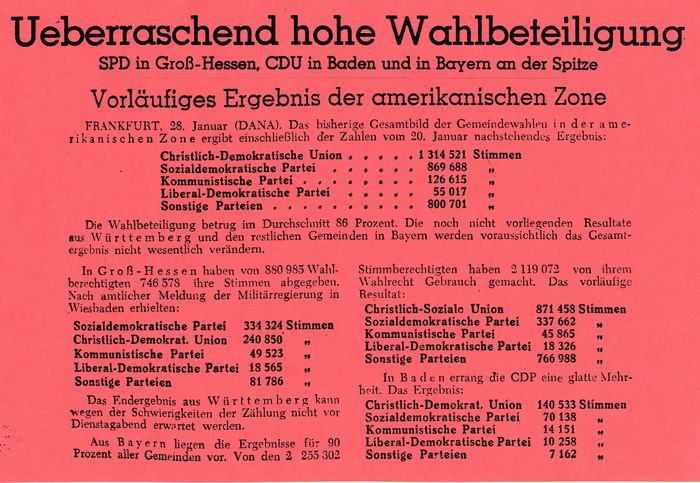 Ueberraschend hohe Wahlbeteiligung
SPD in Groß-Hessen, CDU in Baden und in Bayern an der Spitze
Vorläufiges Ergebnis der amerikanischen Zone
FRANKFURT, 28. Januar (DANA). Das bisherige Gesamtbild der Gemeindewahlen in der ame-
rikanischen Zone ergibt einschließlich der Zahlen vom 20. Januar nachstehendes Ergebnis:
Christlich-Demokratische Union . . . . . 1 314 521 Stimmen
Sozialdemokratische Partei . . . . . . 869 688 „
Kommunistische Partei . . . . . . . . 126 615 „
Liberal-Demokratische Partei . . . . . 55 017 „
Sonstige Parteien . . . . . . . . . . 800 701 „
Die Wahlbeteiligung betrug im Durchschnitt 86 Prozent. Die noch nicht vorliegenden Resultate
aus Württemberg und den restlichen Gemeinden in Bayern werden voraussichtlich das Gesamt-
ergebnis nicht wesentlich verändern.
In Groß-Hessen haben von 880 985 Wahl-
berechtigten 746 578 ihre Stimmen abgegeben.
Nach amtlicher Meldung der Militärregierung in
Wiesbaden erhielten:
Sozialdemokratische Partei 334 324 Stimmen
Christlich-Demokrat. Union 240 850 „
Kommunistische Partei 49 523 „
Liberal-Demokratische Partei 18 565 „
Sonstige Parteien 81 786 „
Das Endergebnis aus Württemberg kann
wegen der Schwierigkeiten der Zählung nicht vor
Dienstagabend erwartet werden.
Aus Bayern liegen die Ergebnisse für 90
Prozent aller Gemeinden vor. Von den 2 255 302
Stimmberechtigten haben 2 119 072 von ihrem
Wahlrecht Gebrauch gemacht. Das vorläufige
Resultat:
Christlich-Soziale Union 871 458 Stimmen
Sozialdemokratische Partei 337 662 „
Kommunistische Partei 45 865 „
Liberal-Demokratische Partei 18 326 „
Sonstige Parteien 766 988 „
In Baden errang die CDP eine glatte Mehr-
heit. Das Ergebnis:
Christlich-Demokrat. Union 140 533 Stimmen
Sozialdemokratische Partei 70 138 „
Kommunistische Partei 14 151 „
Liberal-Demokratische Partei 10 258 „
Sonstige Parteien 7 162 „